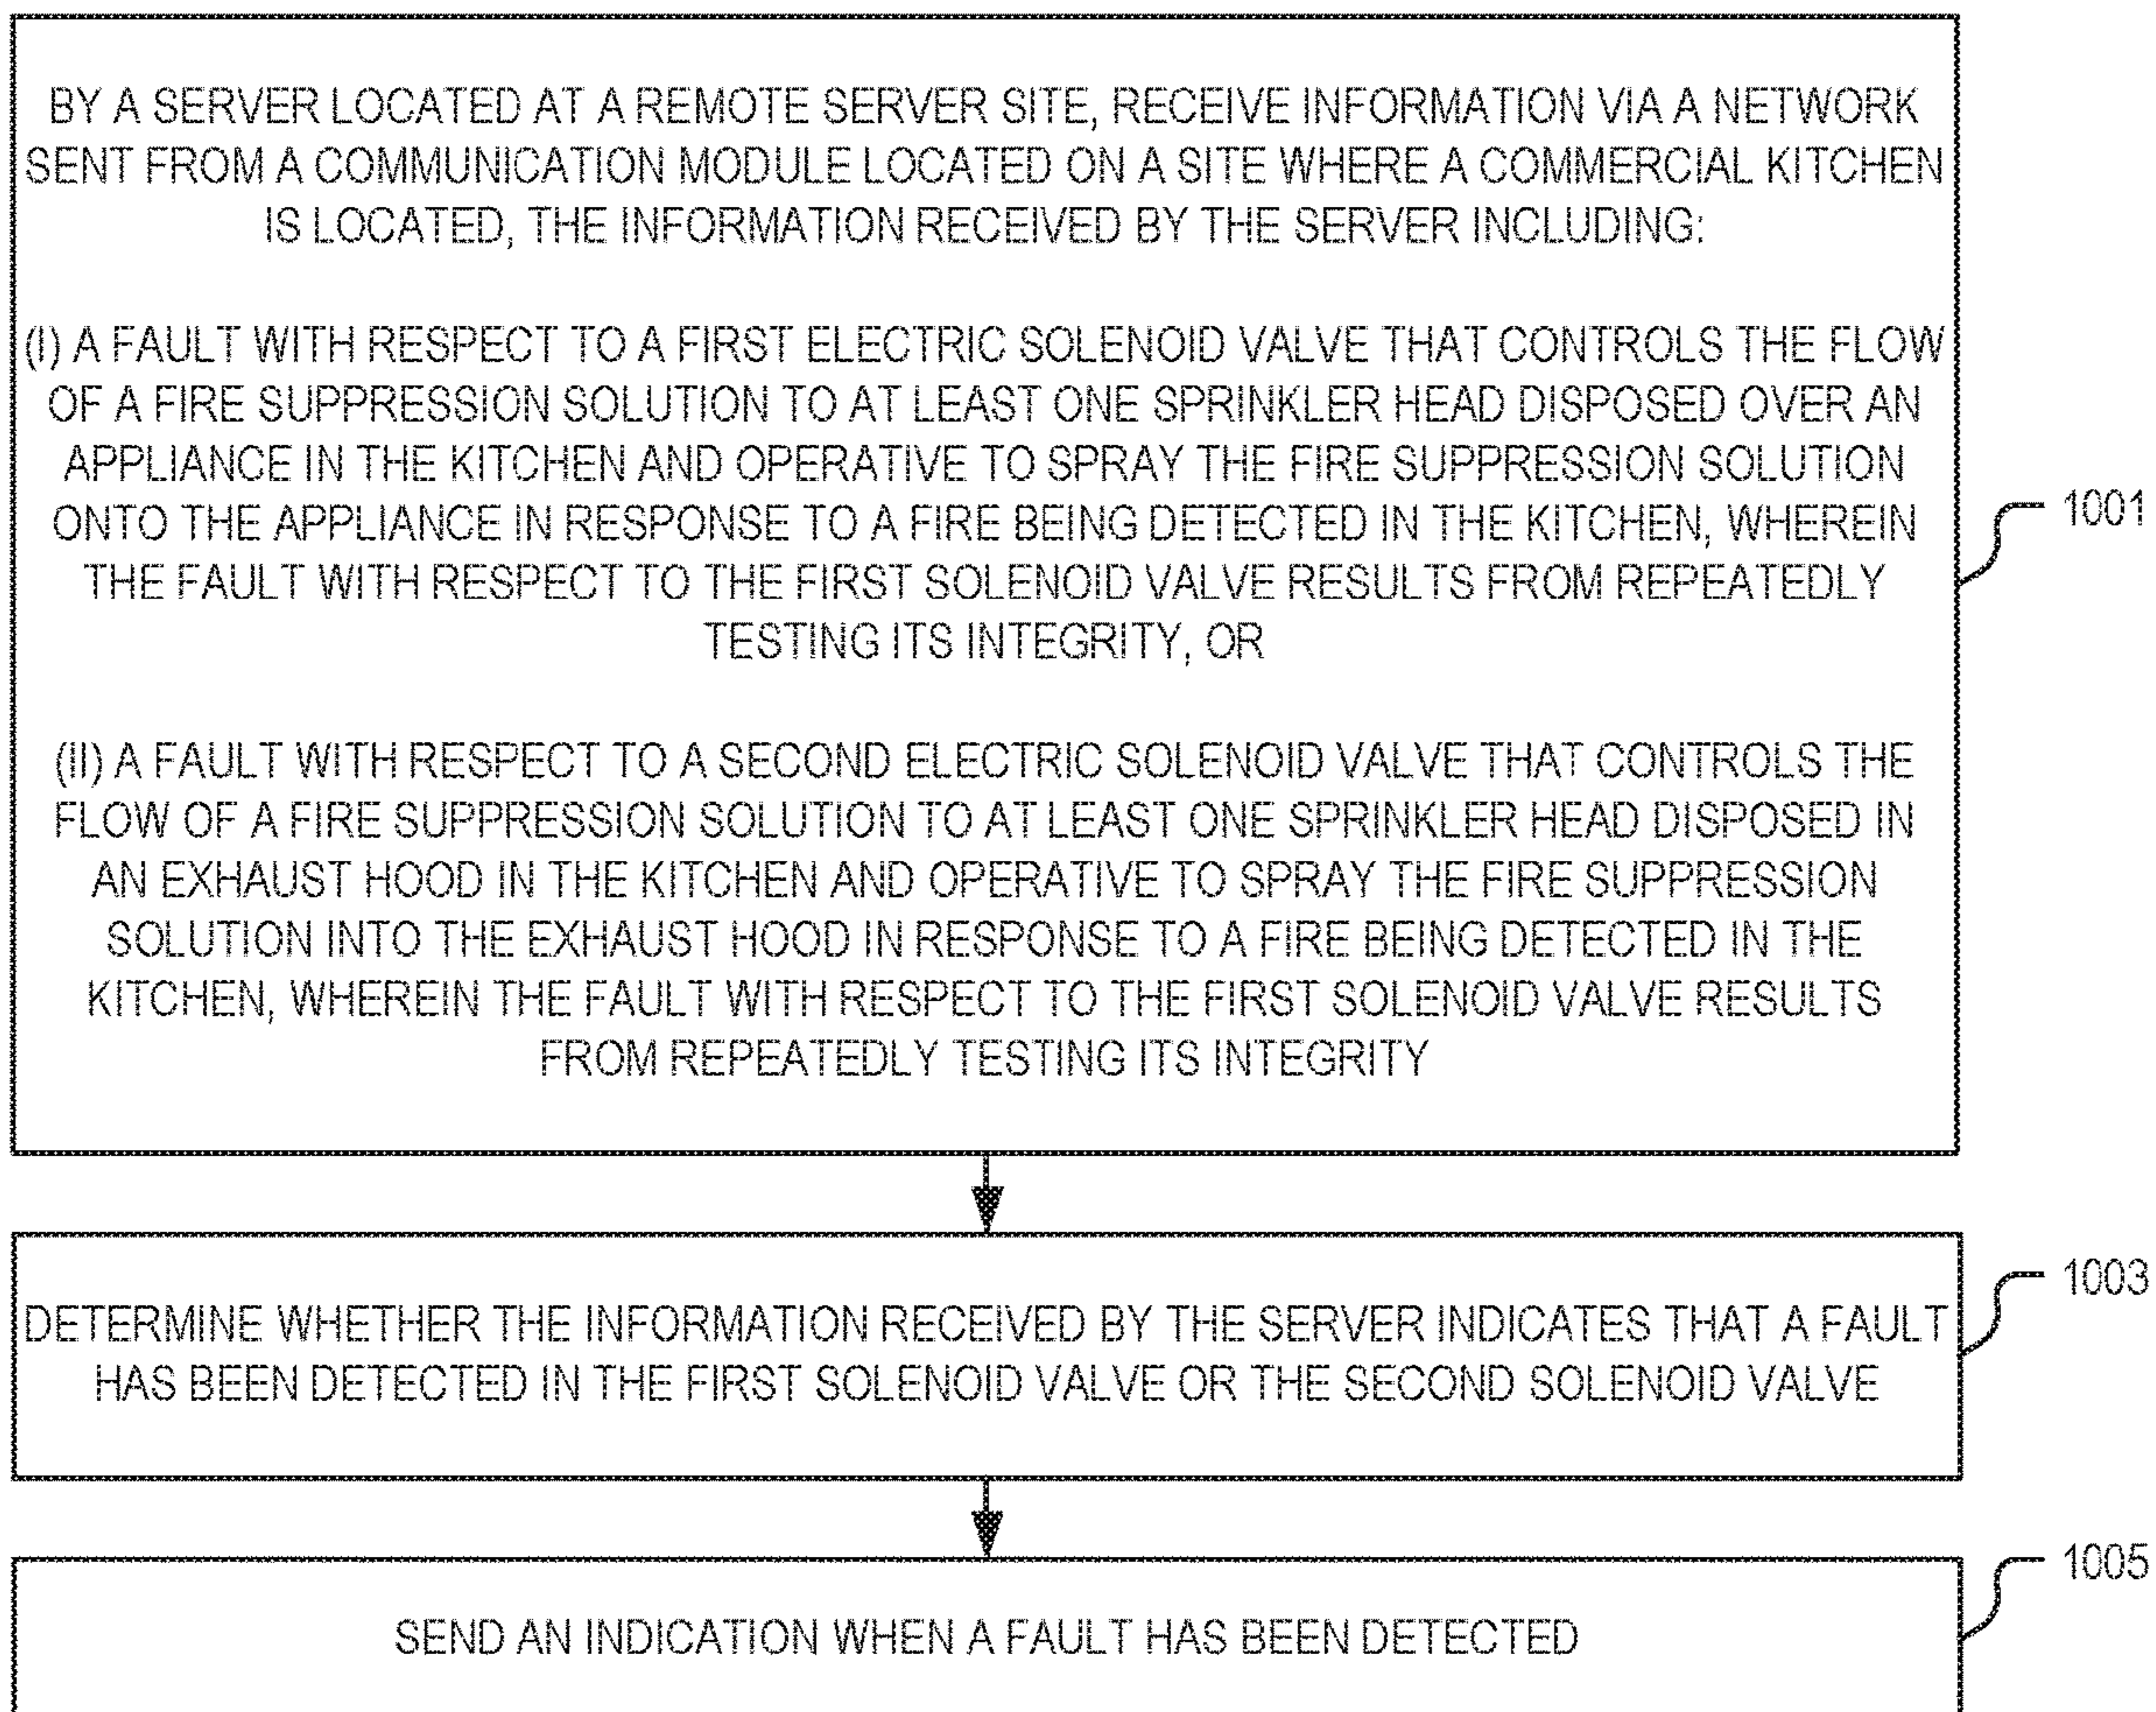 BY A SERVER LOCATED AT A REMOTE SERVER SITE, RECEIVE INFORMATION VIA A NETWORK
SENT FROM A COMMUNICATION MODULE LOCATED ON A SITE WHERE A COMMERCIAL KITCHEN
IS LOCATED, THE INFORMATION RECEIVED BY THE SERVER INCLUDING:
(I) A FAULT WITH RESPECT TO A FIRST ELECTRIC SOLENOID VALVE THAT CONTROLS THE FLOW
OF A FIRE SUPPRESSION SOLUTION TO AT LEAST ONE SPRINKLER HEAD DISPOSED OVER AN
APPLIANCE IN THE KITCHEN AND OPERATIVE TO SPRAY THE FIRE SUPPRESSION SOLUTION
ONTO THE APPLIANCE IN RESPONSE TO A FIRE BEING DETECTED IN THE KITCHEN, WHEREIN
THE FAULT WITH RESPECT TO THE FIRST SOLENOID VALVE RESULTS FROM REPEATEDLY
TESTING ITS INTEGRITY, OR
1001
(II) A FAULT WITH RESPECT TO A SECOND ELECTRIC SOLENOID VALVE THAT CONTROLS THE
FLOW OF A FIRE SUPPRESSION SOLUTION TO AT LEAST ONE SPRINKLER HEAD DISPOSED IN
AN EXHAUST HOOD IN THE KITCHEN AND OPERATIVE TO SPRAY THE FIRE SUPPRESSION
SOLUTION INTO THE EXHAUST HOOD IN RESPONSE TO A FIRE BEING DETECTED IN THE
KITCHEN, WHEREIN THE FAULT WITH RESPECT TO THE FIRST SOLENOID VALVE RESULTS
FROM REPEATEDLY TESTING ITS INTEGRITY
1003
DETERMINE WHETHER THE INFORMATION RECEIVED BY THE SERVER INDICATES THAT A FAULT
HAS BEEN DETECTED IN THE FIRST SOLENOID VALVE OR THE SECOND SOLENOID VALVE
1005
SEND AN INDICATION WHEN A FAULT HAS BEEN DETECTED